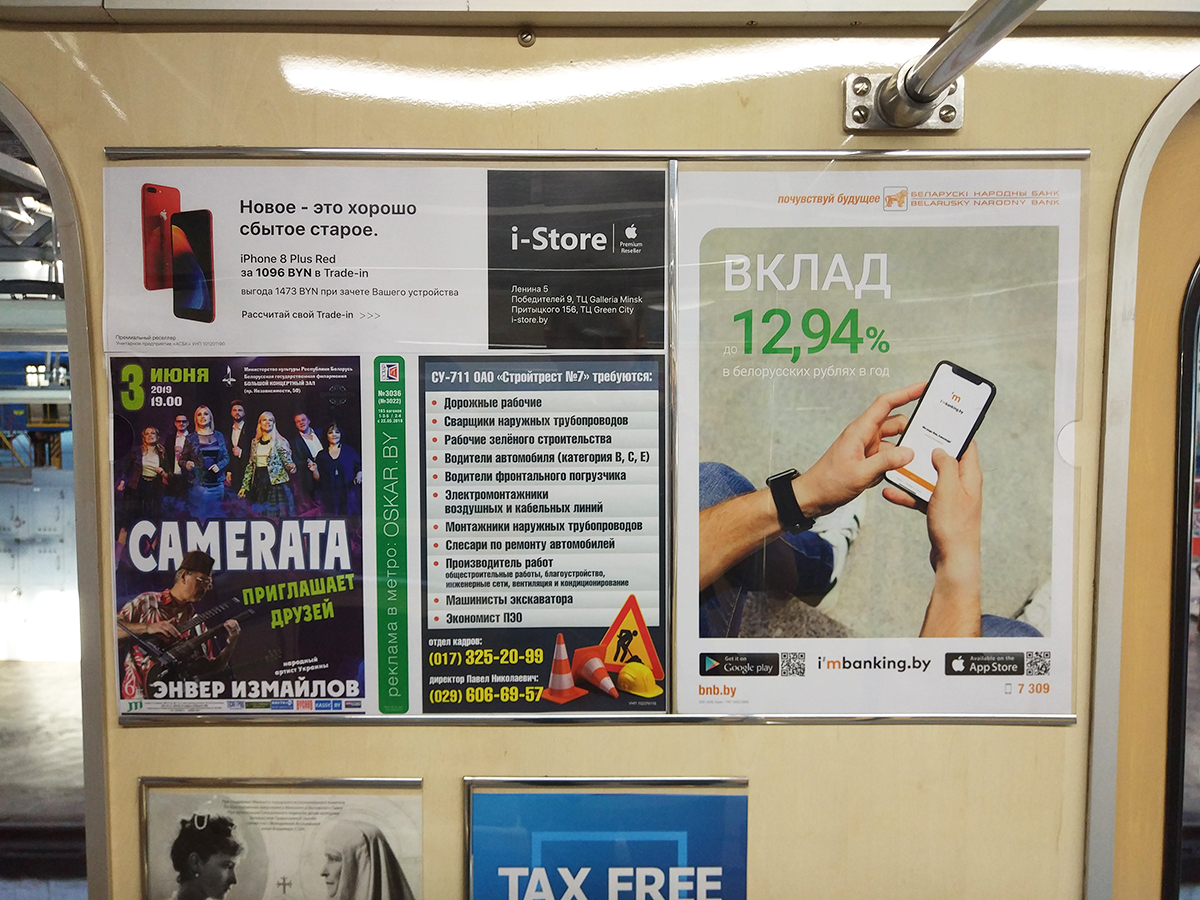 Новое - это хорошо
сбытое старое.
iPhone 8 Plus Red
за 1096 BYN в Trade-in
выгода 1473 BYN при зачете Вашего устройства
Рассчитай свой Trade-in >>>
Премиальный реселлер
i-Store
Premium
Reseller
Ленина 5
Победителей 9, ТЦ Galleria Minsk
Притыцкого 156, ТЦ Green City
i-store.by
почувствуй будущее
БЕЛАРУСКІ НАРОДНЫ БАНК
BELARUSKY NARODNY BANK
ВКЛАД
до 12,94%
в белорусских рублях в год
i'm
i'mbanking.by
Get it on
Google play
i'mbanking.by
Available on the
App Store
bnb.by
7 309
3 ИЮНЯ
2019
19.00
Министерство культуры Республики Беларусь
Белорусская государственная филармония
БОЛЬШОЙ КОНЦЕРТНЫЙ ЗАЛ
(пр. Независимости, 50)
CAMERATA
ПРИГЛАШАЕТ
ДРУЗЕЙ
народный
артист Украины
ЭНВЕР ИЗМАЙЛОВ
№3036
(№3022)
реклама в метро: OSKAR.BY
СУ-711 ОАО «Стройтрест №7» требуются:
• Дорожные рабочие
• Сварщики наружных трубопроводов
• Рабочие зелёного строительства
• Водители автомобиля (категория В, С, Е)
• Водители фронтального погрузчика
• Электромонтажники
воздушных и кабельных линий
• Монтажники наружных трубопроводов
• Слесари по ремонту автомобилей
• Производитель работ
общестроительные работы, благоустройство,
инженерные сети, вентиляция и кондиционирование
• Машинисты экскаватора
• Экономист ПЭО
отдел кадров:
(017) 325-20-99
директор Павел Николаевич:
(029) 606-69-57
TAX FREE